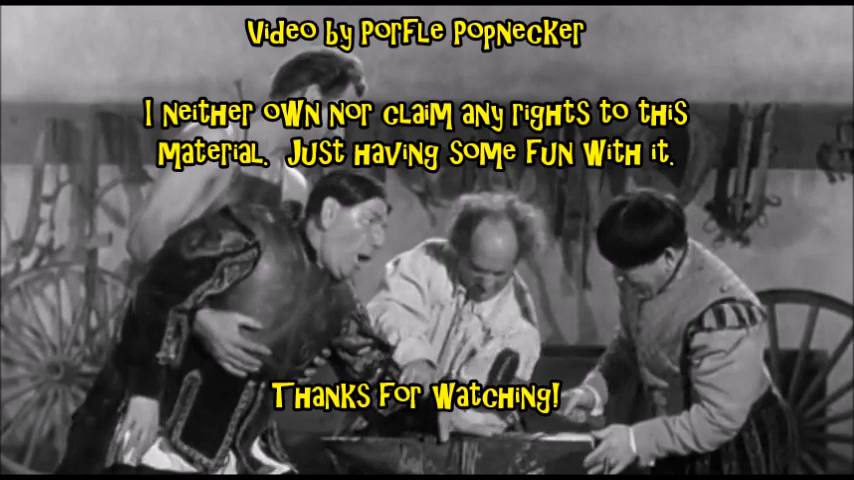 Video by Porfle Popnecker
I neither own nor claim any rights to this
material.  Just having some fun with it.
Thanks for watching!